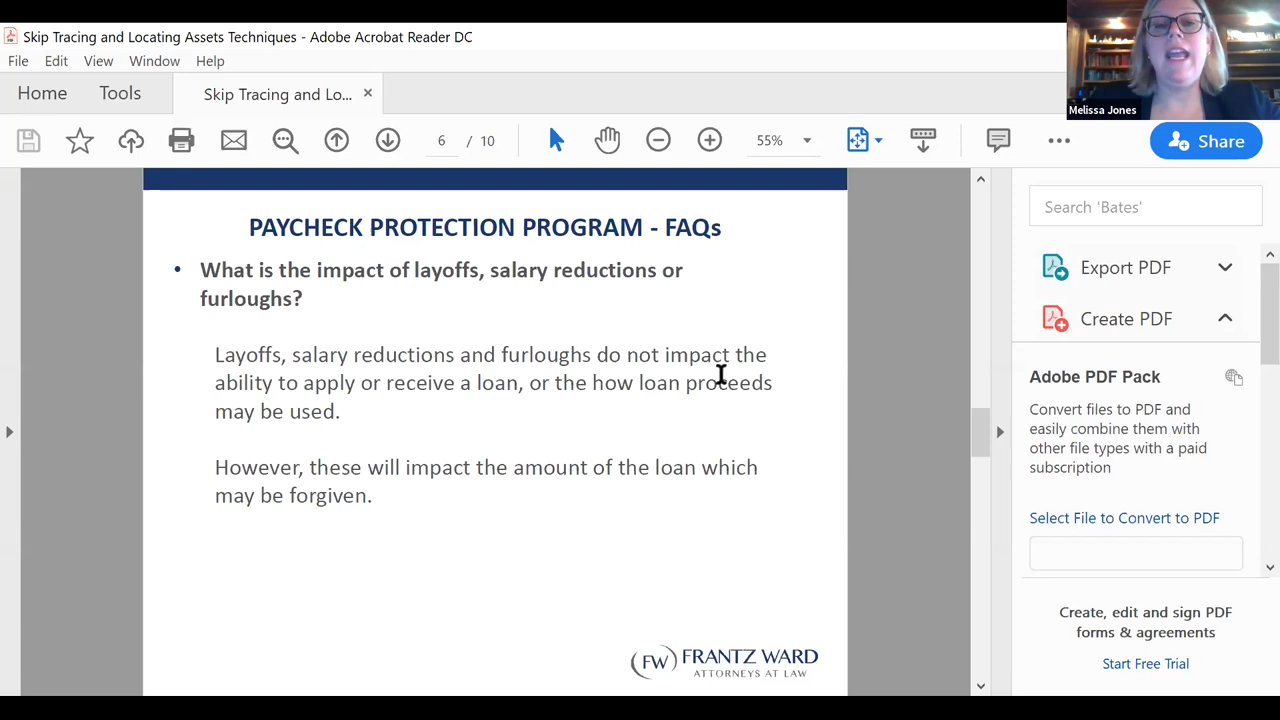 Skip Tracing and Locating Assets Techniques - Adobe Acrobat Reader DC
File Edit View Window Help
Home Tools Skip Tracing and Lo... ×
6 / 10 55% Share
Melissa Jones
PAYCHECK PROTECTION PROGRAM - FAQs
• What is the impact of layoffs, salary reductions or
furloughs?
Layoffs, salary reductions and furloughs do not impact the
ability to apply or receive a loan, or the how loan proceeds
may be used.
However, these will impact the amount of the loan which
may be forgiven.
FW FRANTZ WARD
ATTORNEYS AT LAW
Search 'Bates'
Export PDF
Create PDF
Adobe PDF Pack
Convert files to PDF and
easily combine them with
other file types with a paid
subscription
Select File to Convert to PDF
Create, edit and sign PDF
forms & agreements
Start Free Trial